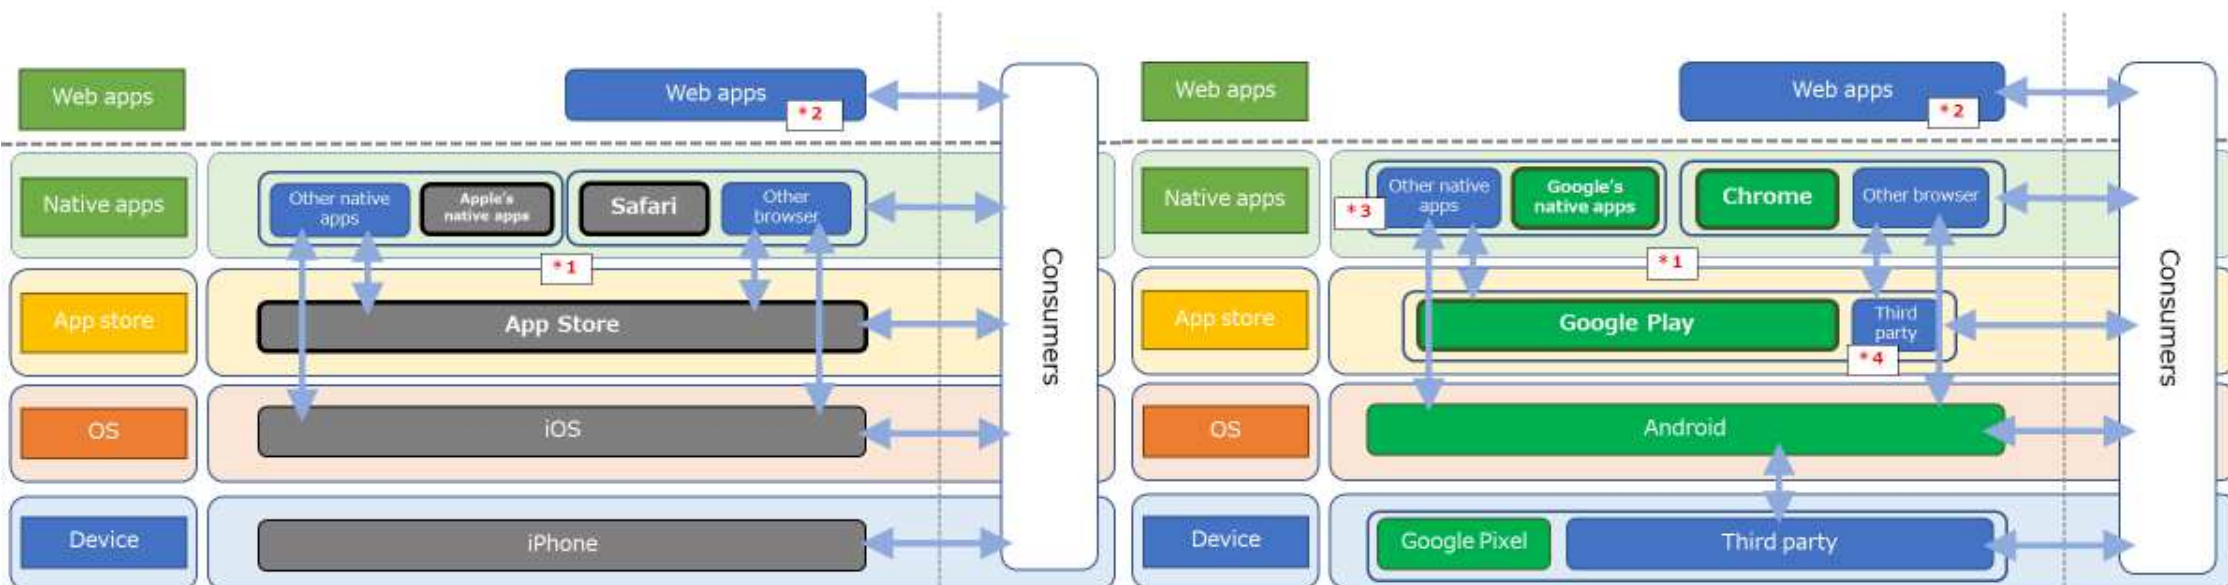 Web apps
Web apps
*2
Native apps
Other native
apps
Apple's
native apps
Safari
Other
browser
*1
App store
App Store
OS
iOS
Device
iPhone
Consumers
Web apps
Web apps
*2
Native apps
*3
Other native
apps
Google's
native apps
Chrome
Other browser
*1
App store
Google Play
Third
party
*4
OS
Android
Device
Google Pixel
Third party
Consumers